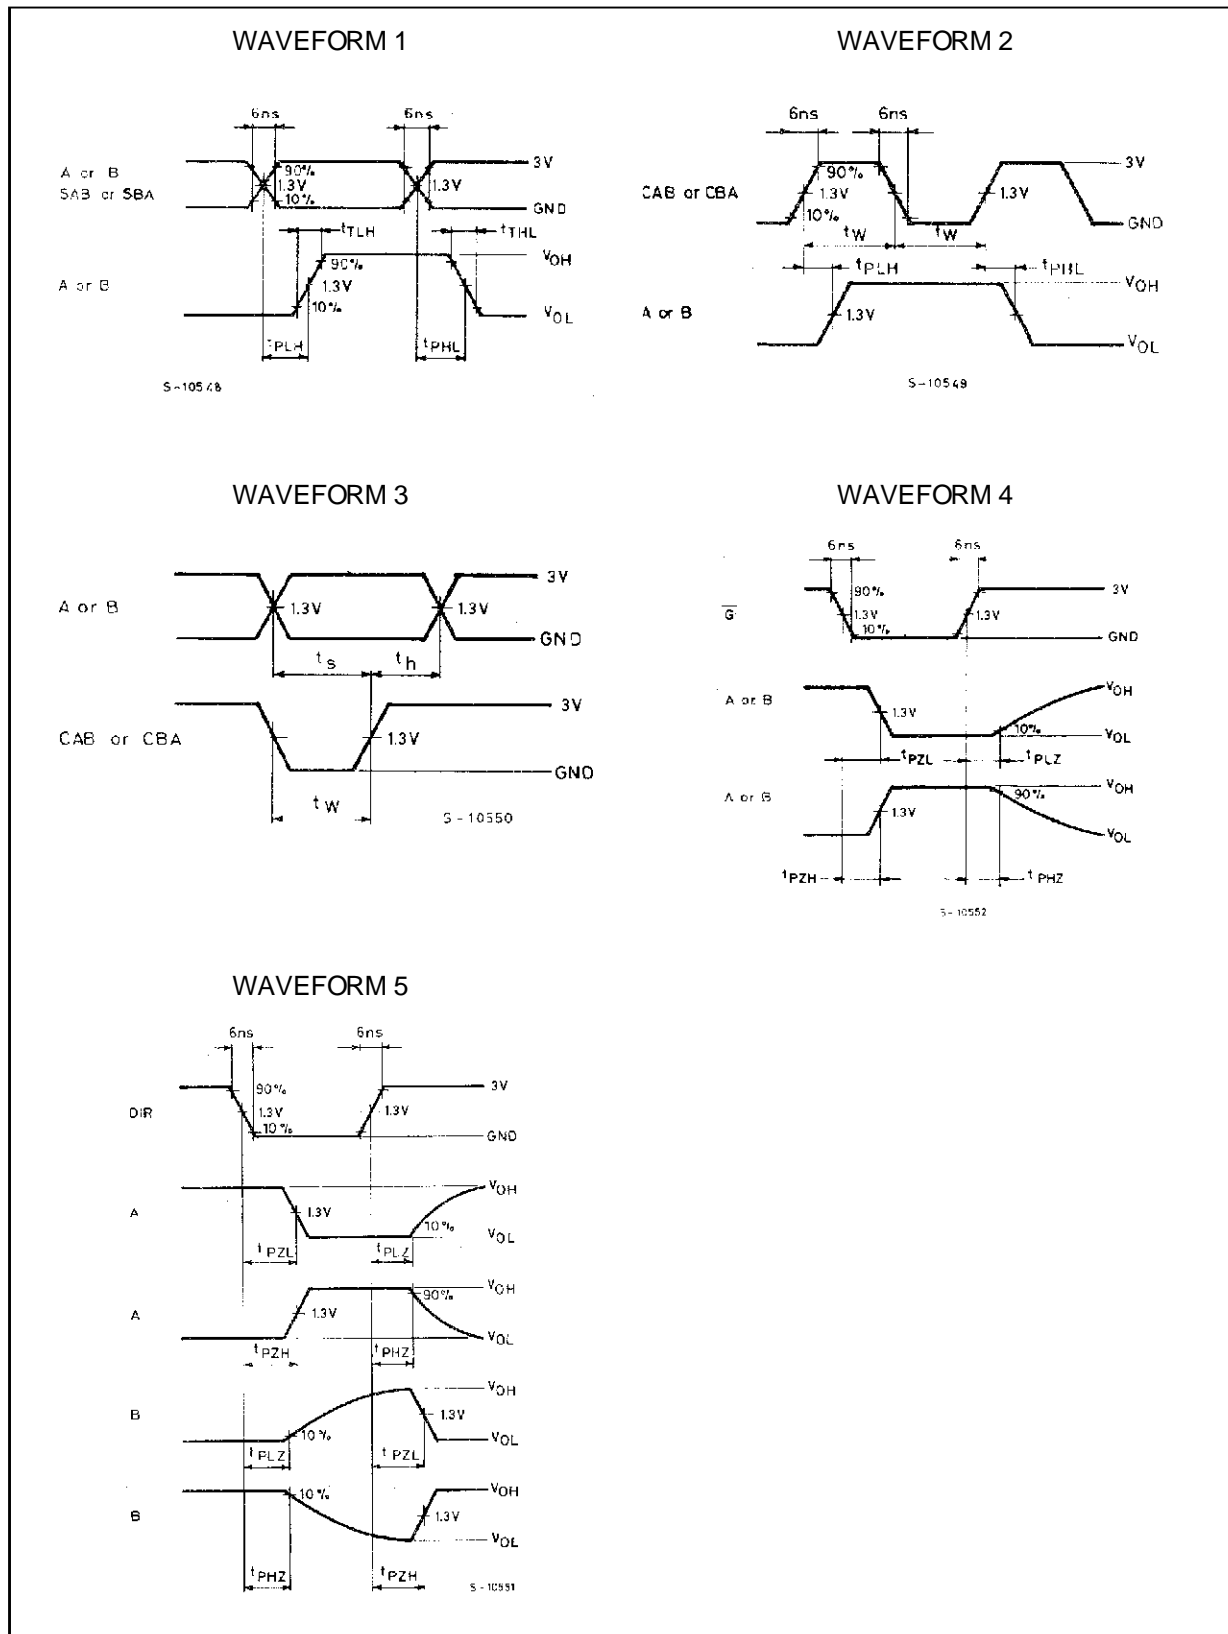 WAVEFORM 1
6ns 6ns
A or B
SAB or SBA
90%
1.3V
10%
1.3V
3V
GND
tTLH tTHL
A or B
90%
1.3V
10%
VOH
VOL
tPLH tPHL
S-10548
WAVEFORM 2
6ns 6ns
CAB or CBA
90%
1.3V
10%
1.3V
3V
GND
tW tW
tPLH tPHL
A or B
1.3V
VOH
VOL
S-10549
WAVEFORM 3
A or B
1.3V 1.3V
3V
GND
ts th
CAB or CBA
1.3V
3V
GND
tW
S-10550
WAVEFORM 4
6ns 6ns
G
90%
1.3V
10%
1.3V
3V
GND
A or B
1.3V
10%
VOH
VOL
tPZL tPLZ
A or B
1.3V
90%
VOH
VOL
tPZH tPHZ
S-10552
WAVEFORM 5
6ns 6ns
DIR
90%
1.3V
10%
1.3V
3V
GND
A
1.3V
10%
VOH
VOL
tPZL tPLZ
A
1.3V
90%
VOH
VOL
tPZH tPHZ
B
10%
1.3V
VOH
VOL
tPLZ tPZL
B
10%
1.3V
VOH
VOL
tPHZ tPZH
S-10551